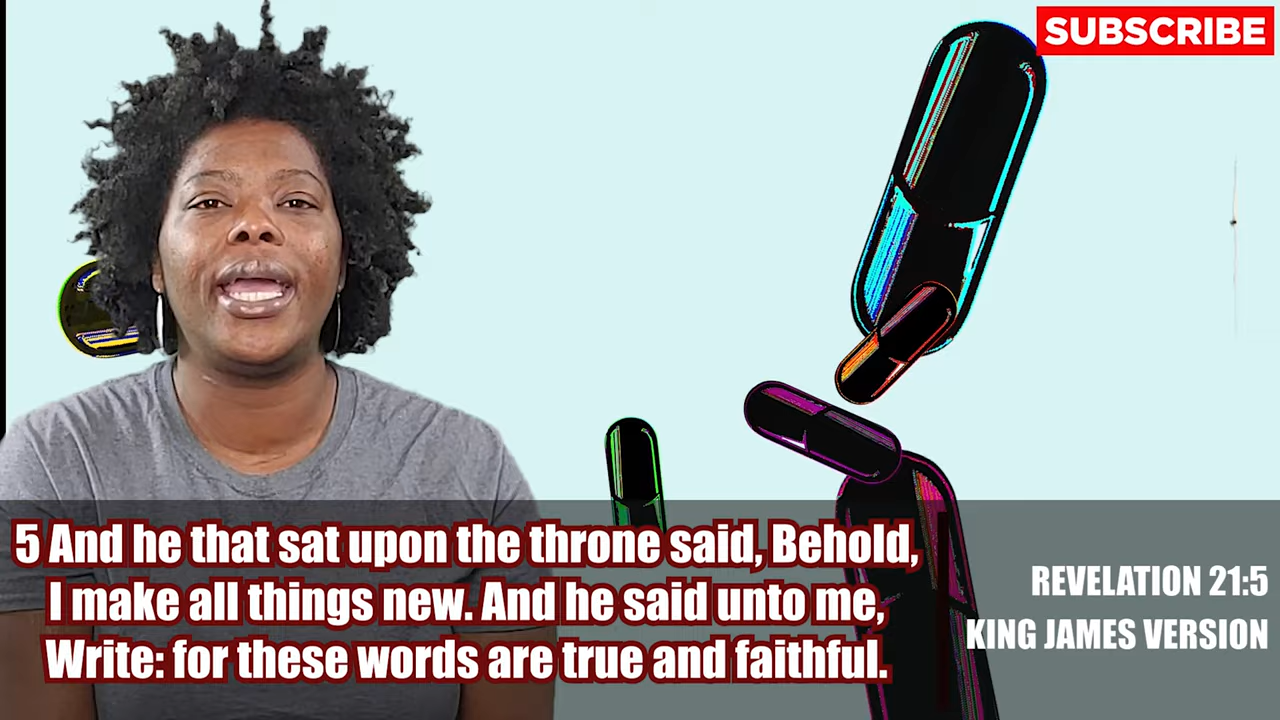 SUBSCRIBE
5 And he that sat upon the throne said, Behold,
I make all things new. And he said unto me,
Write: for these words are true and faithful.
REVELATION 21:5
KING JAMES VERSION